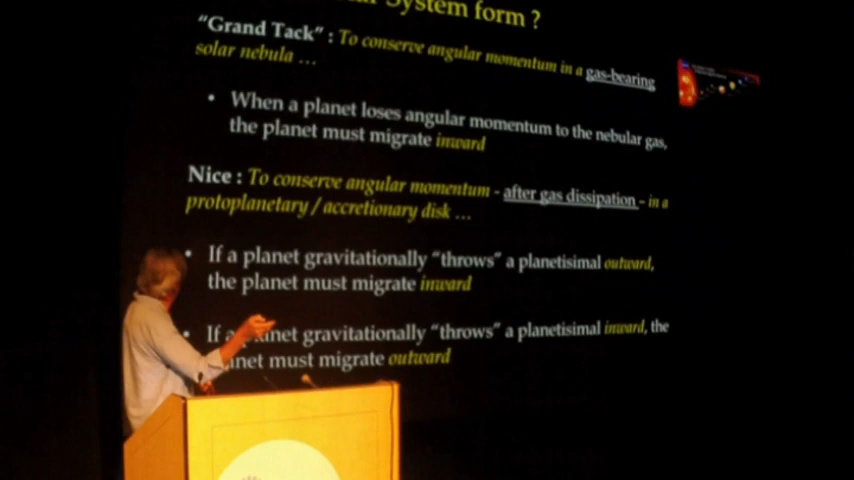 System form ?
“Grand Tack” : To conserve angular momentum in a gas-bearing
solar nebula …
• When a planet loses angular momentum to the nebular gas,
the planet must migrate inward
Nice : To conserve angular momentum - after gas dissipation - in a
protoplanetary / accretionary disk …
• If a planet gravitationally “throws” a planetisimal outward,
the planet must migrate inward
• If a planet gravitationally “throws” a planetisimal inward, the
must migrate outward